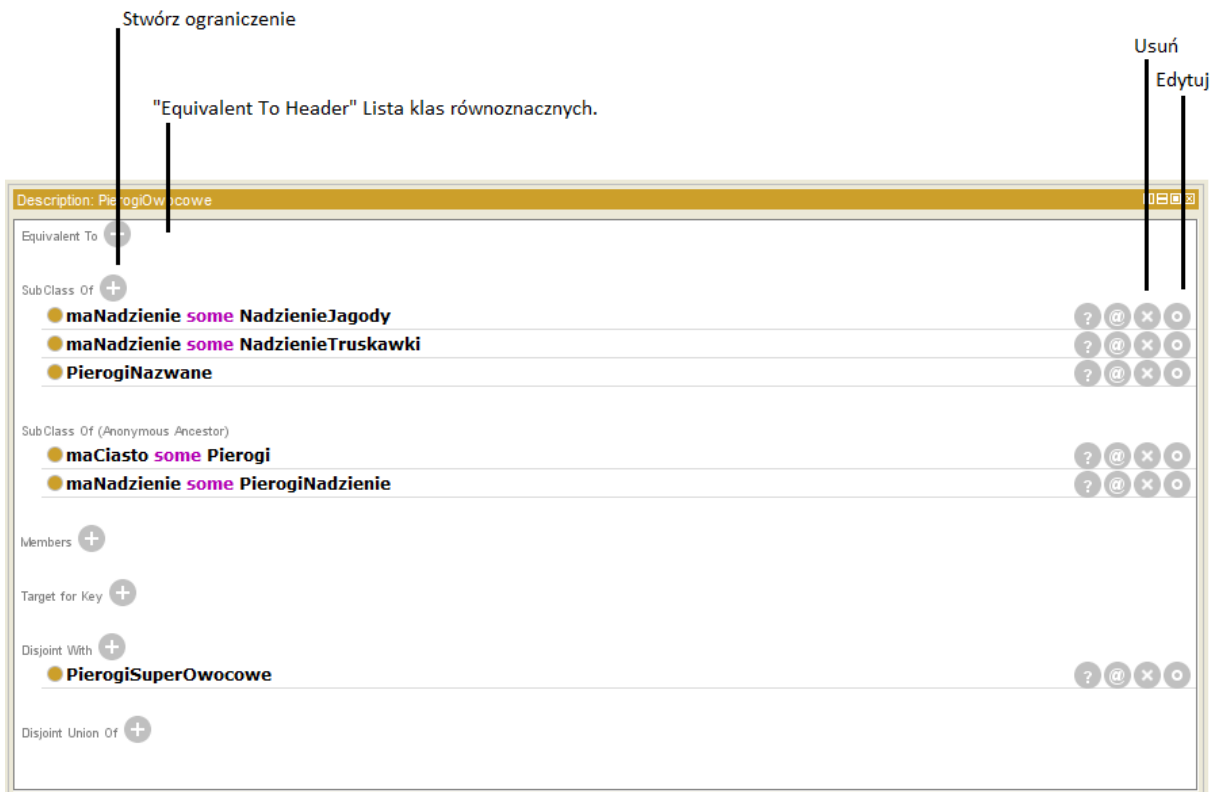 Stwórz ograniczenie
Usuń
Edytuj
"Equivalent To Header" Lista klas równoznacznych.
Description: PierogiOwocowe
Equivalent To
SubClass Of
maNadzienie some NadzienieJagody
maNadzienie some NadzienieTruskawki
PierogiNazwane
SubClass Of (Anonymous Ancestor)
maCiasto some Pierogi
maNadzienie some PierogiNadzienie
Members
Target for Key
Disjoint With
PierogiSuperOwocowe
Disjoint Union Of